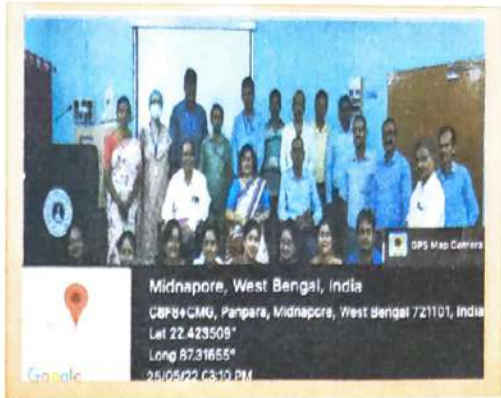 GPS Map Camera
Midnapore, West Bengal, India
C8F8+CMG, Panpara, Midnapore, West Bengal 721101, India
Lat 22.423509°
Long 87.31655°
25/05/22 03:10 PM
Google